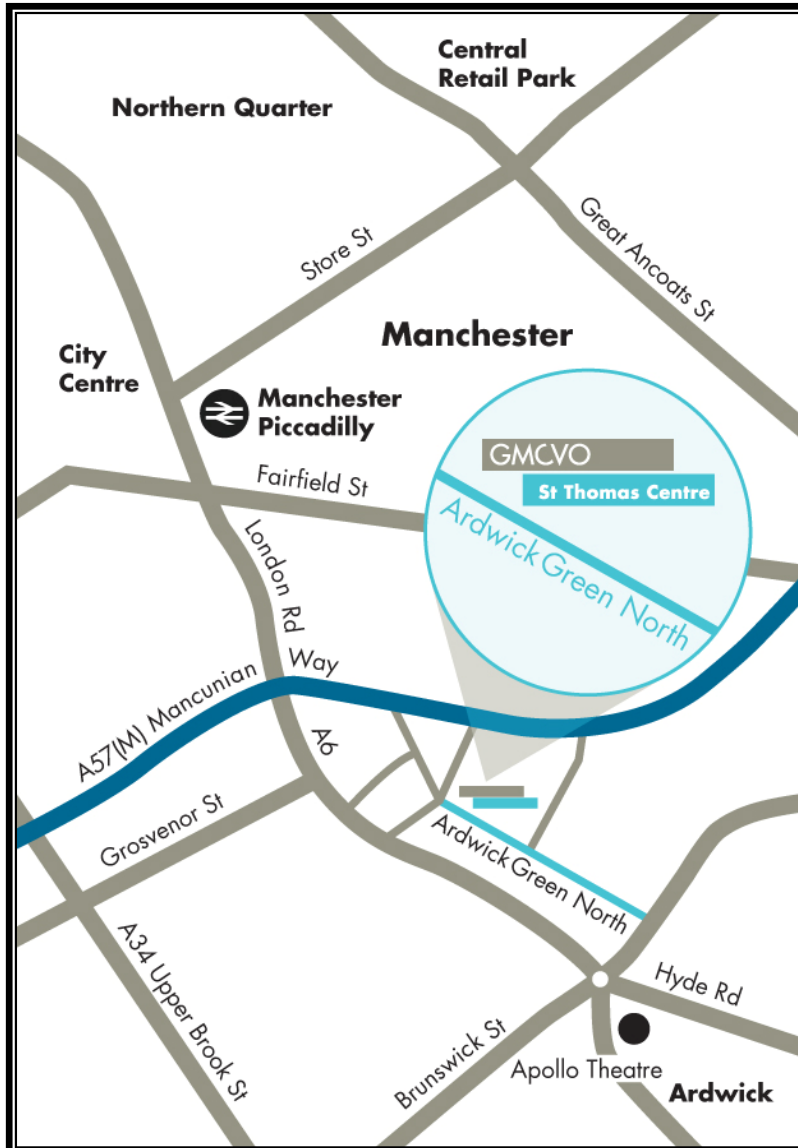 Central
Retail Park
Northern Quarter
Great Ancoats St
Store St
Manchester
City
Centre
Manchester
Piccadilly
GMCVO
St Thomas Centre
Fairfield St
Ardwick Green North
London Rd
A57(M) Mancunian Way
A6
Grosvenor St
Ardwick Green North
A34 Upper Brook St
Hyde Rd
Brunswick St
Apollo Theatre
Ardwick